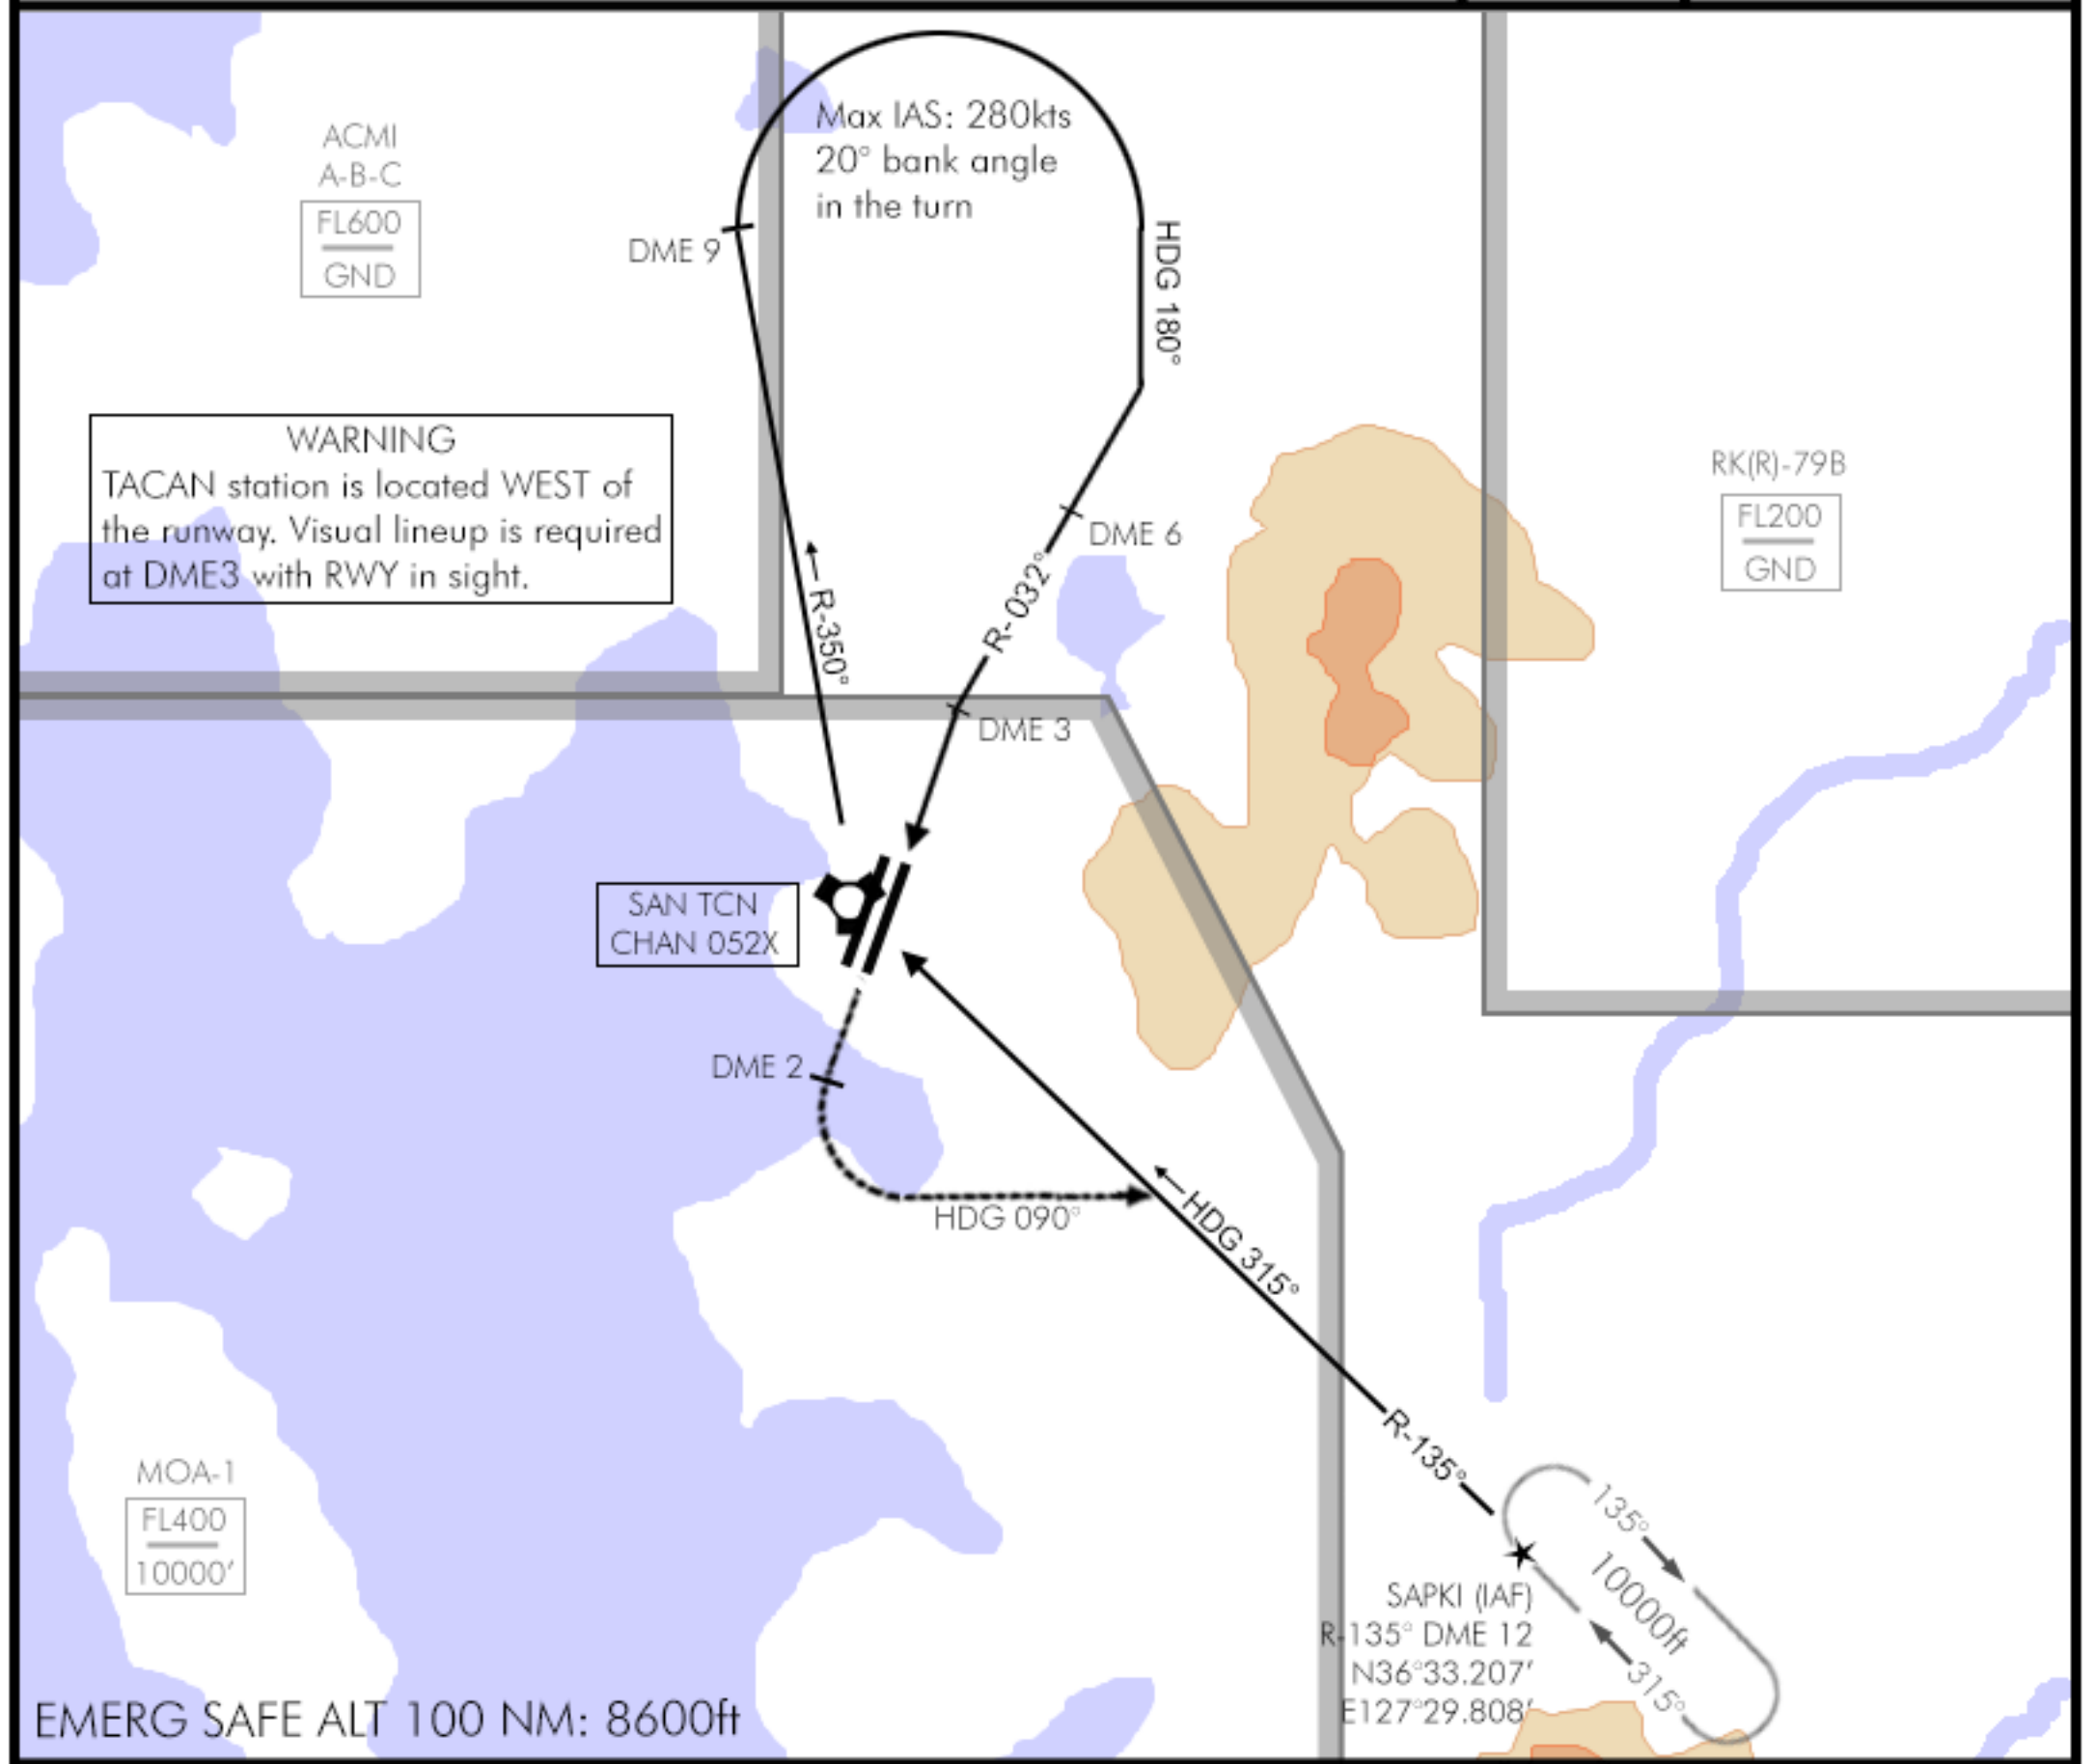 Max IAS: 280kts
20° bank angle
in the turn
ACMI
A-B-C
FL600
GND
DME 9
HDG 180°
WARNING
TACAN station is located WEST of
the runway. Visual lineup is required
at DME3 with RWY in sight.
RK(R)-79B
FL200
GND
DME 6
R-032°
R-350°
DME 3
SAN TCN
CHAN 052X
DME 2
HDG 090°
HDG 315°
R-135°
MOA-1
FL400
10000'
135°
10000ft
315°
SAPKI (IAF)
R-135° DME 12
N36°33.207'
E127°29.808'
EMERG SAFE ALT 100 NM: 8600ft